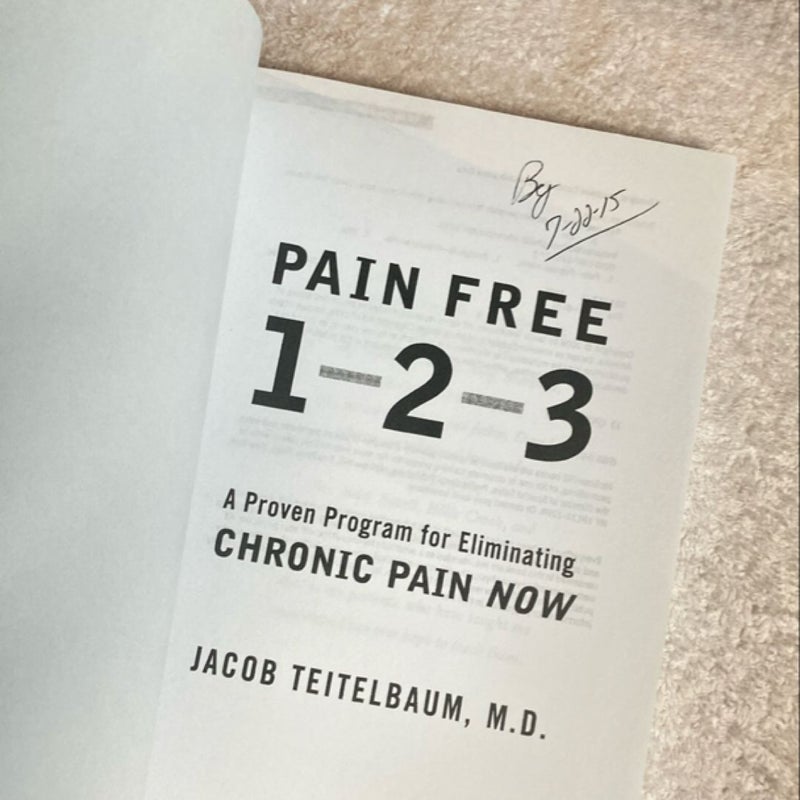 By
7-22-15
PAIN FREE
1–2–3
A Proven Program for Eliminating
CHRONIC PAIN NOW
JACOB TEITELBAUM, M.D.